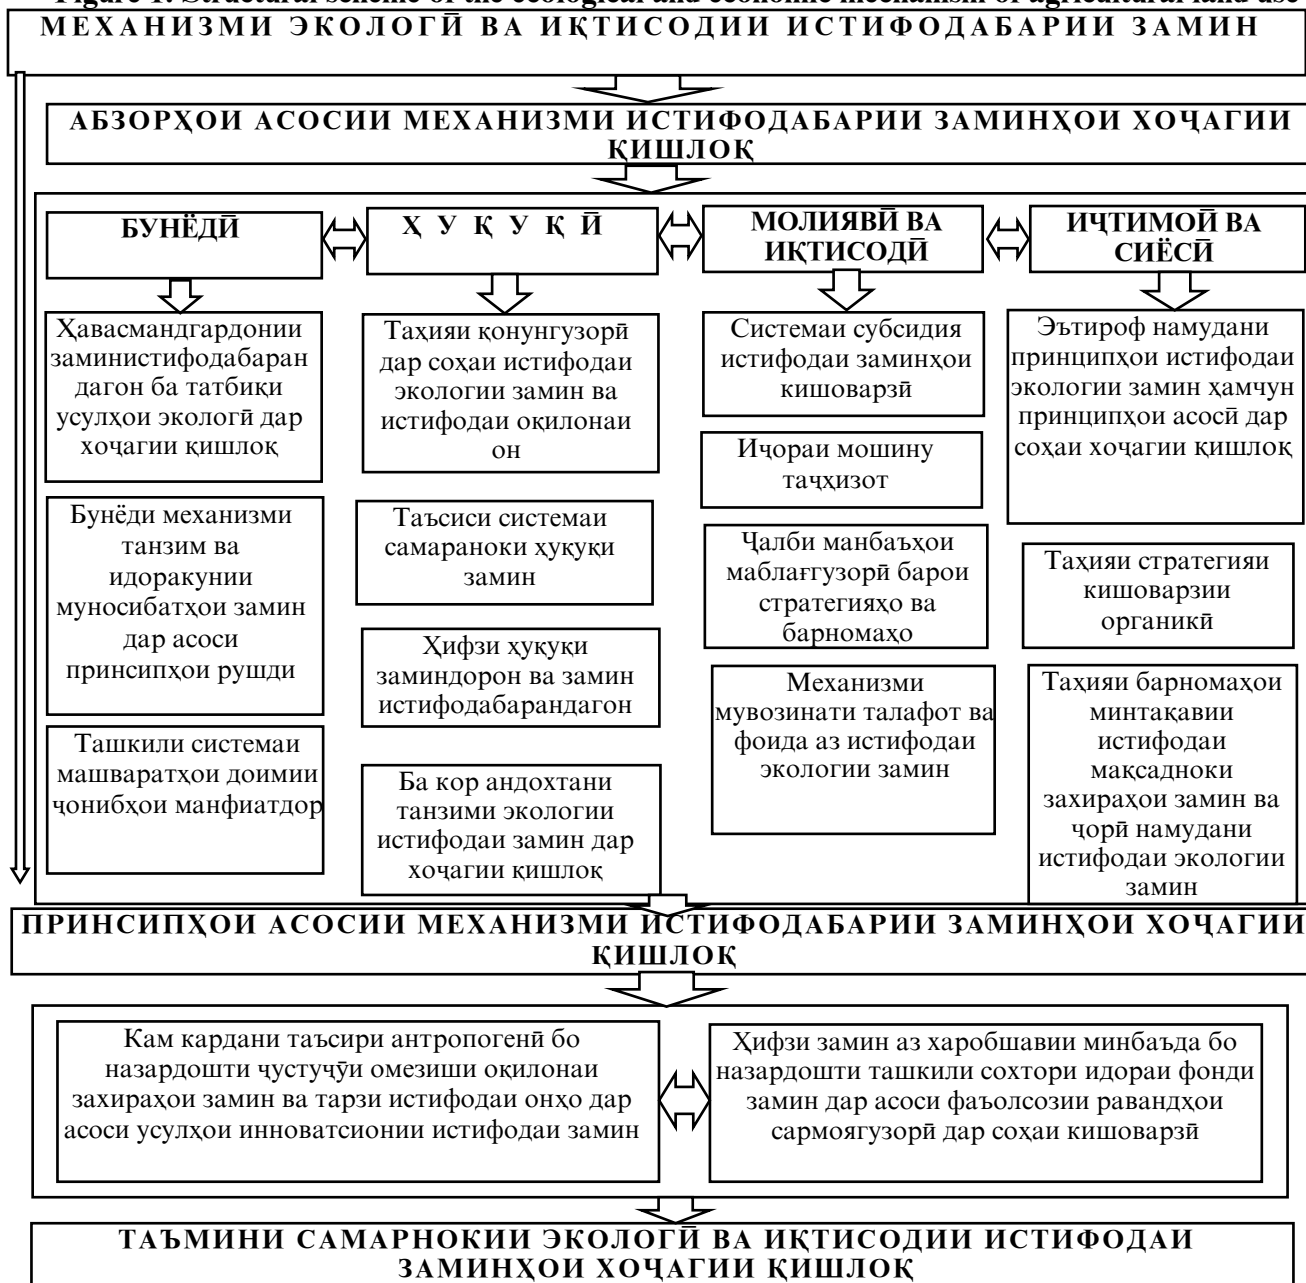 Figure 1. Structural scheme of the ecological and economic mechanism of agricultural land use
МЕХАНИЗМИ ЭКОЛОГӢ ВА ИҚТИСОДИИ ИСТИФОДАБАРИИ ЗАМИН
АБЗОРҲОИ АСОСИИ МЕХАНИЗМИ ИСТИФОДАБАРИИ ЗАМИНҲОИ ХОҶАГИИ
ҚИШЛОҚ
БУНЁДӢ
ҲУҚУҚӢ
МОЛИЯВӢ ВА
ИҚТИСОДӢ
ИҶТИМОӢ ВА
СИЁСӢ
Ҳавасмандгардонии
заминистифодабаран
дагон ба татбиқи
усулҳои экологӣ дар
хоҷагии қишлоқ
Бунёди механизми
танзим ва
идоракунии
муносибатҳои замин
дар асоси
принсипҳои рушди
Ташкили системаи
машваратҳои доимии
ҷонибҳои манфиатдор
Таҳияи қонунгузорӣ
дар соҳаи истифодаи
экологии замин ва
истифодаи оқилонаи
он
Таъсиси системаи
самараноки ҳуқуқи
замин
Ҳифзи ҳуқуқи
заминдорон ва замин
истифодабарандагон
Ба кор андохтани
танзими экологии
истифодаи замин дар
хоҷагии қишлоқ
Системаи субсидия
истифодаи заминҳои
кишоварзӣ
Иҷораи мошину
таҷҳизот
Ҷалби манбаъҳои
маблағгузорӣ барои
стратегияҳо ва
барномаҳо
Механизми
мувозинати талафот ва
фоида аз истифодаи
экологии замин
Эътироф намудани
принципҳои истифодаи
экологии замин ҳамчун
принципҳои асосӣ дар
соҳаи хоҷагии қишлоқ
Таҳияи стратегияи
кишоварзии
органикӣ
Таҳияи барномаҳои
минтақавии
истифодаи
мақсадноки
захираҳои замин ва
ҷорӣ намудани
истифодаи экологии
замин
ПРИНСИПҲОИ АСОСИИ МЕХАНИЗМИ ИСТИФОДАБАРИИ ЗАМИНҲОИ ХОҶАГИИ
ҚИШЛОҚ
Кам кардани таъсири антропогенӣ бо
назардошти ҷустуҷӯи омезиши оқилонаи
захираҳои замин ва тарзи истифодаи онҳо дар
асоси усулҳои инноватсионии истифодаи замин
Ҳифзи замин аз харобшавии минбаъда бо
назардошти ташкили сохтори идораи фонди
замин дар асоси фаъолсозии равандҳои
сармоягузорӣ дар соҳаи кишоварзӣ
ТАЪМИНИ САМАРНОКИИ ЭКОЛОГӢ ВА ИҚТИСОДИИ ИСТИФОДАИ
ЗАМИНҲОИ ХОҶАГИИ ҚИШЛОҚ